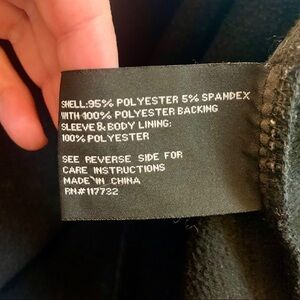 SHELL:95% POLYESTER 5% SPANDEX
WITH 100% POLYESTER BACKING
SLEEVE & BODY LINING:
100% POLYESTER
SEE REVERSE SIDE FOR
CARE INSTRUCTIONS
MADE IN CHINA
RN#117732